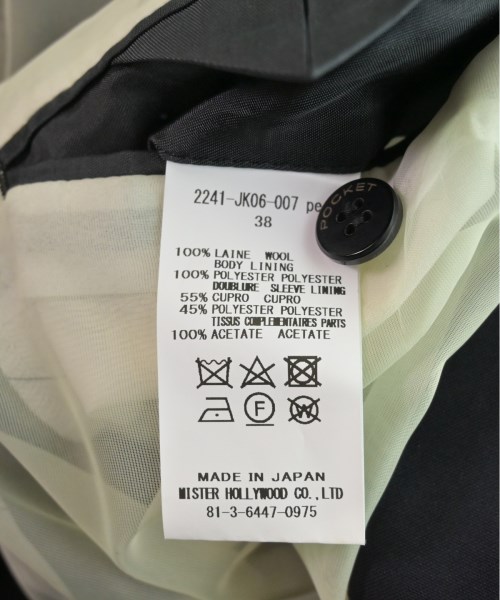 2241-JK06-007
38
POCKET
100% LAINE WOOL
BODY LINING
100% POLYESTER POLYESTER
DOUBLURE SLEEVE LINING
55% CUPRO CUPRO
45% POLYESTER POLYESTER
TISSUS COMPLEMENTAIRES PARTS
100% ACETATE ACETATE
F
W
MADE IN JAPAN
MISTER HOLLYWOOD CO.,LTD
81-3-6447-0975